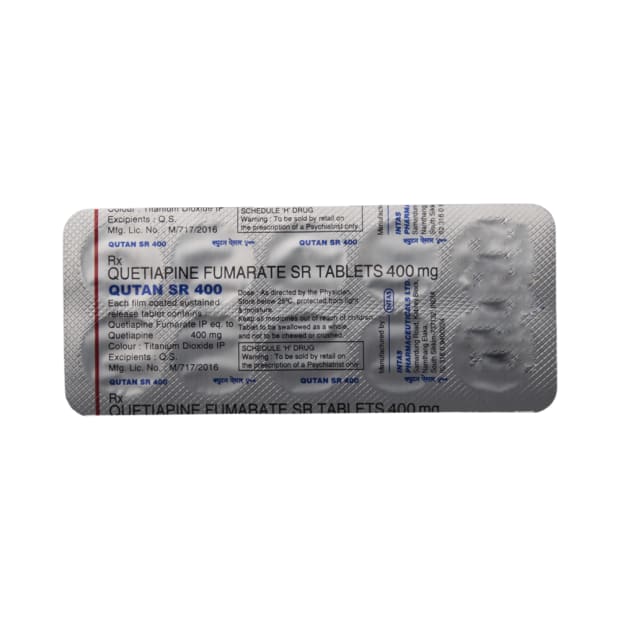 Colour : Titanium Dioxide IP
Excipients : Q.S.
Mfg. Lic. No. : M/717/2016
SCHEDULE 'H' DRUG
Warning : To be sold by retail on
the prescription of a Psychiatrist only.
QUTAN SR 400
QUTAN SR 400
Rx
QUETIAPINE FUMARATE SR TABLETS 400 mg
QUTAN SR 400
Each film coated sustained
release tablet contains :
Quetiapine Fumarate IP eq. to
Quetiapine 400 mg
Colour : Titanium Dioxide IP
Excipients : Q.S.
Mfg. Lic. No. : M/717/2016
Dose : As directed by the Physician.
Store below 25°C, protected from light
& moisture.
Keep all medicines out of reach of children.
Tablet to be swallowed as a whole,
and not to be chewed or crushed.
SCHEDULE 'H' DRUG
Warning : To be sold by retail on
the prescription of a Psychiatrist only.
QUTAN SR 400
QUTAN SR 400
Rx
QUETIAPINE FUMARATE SR TABLETS 400 mg
INTAS
PHARMACEUTICALS LTD.
Manufactured by :
INTAS
INTAS
PHARMACEUTICALS LTD.